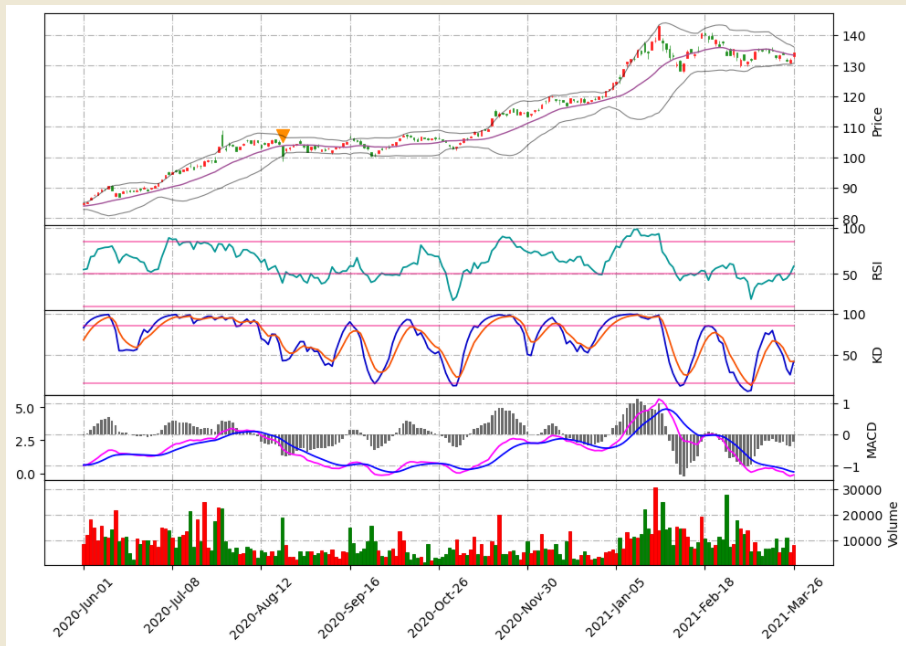 140
130
120
110
100
90
80
Price
100
50
RSI
100
50
KD
5.0
2.5
0.0
1
0
−1
MACD
30000
20000
10000
Volume
2020-Jun-01
2020-Jul-08
2020-Aug-12
2020-Sep-16
2020-Oct-26
2020-Nov-30
2021-Jan-05
2021-Feb-18
2021-Mar-26